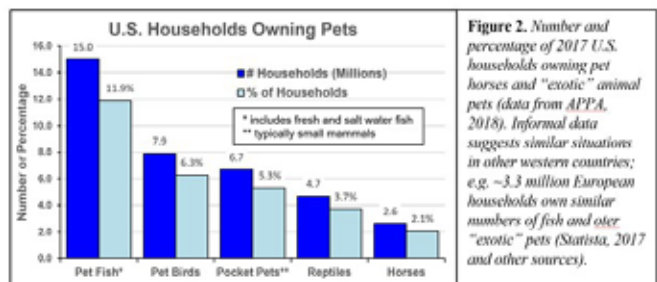 U.S. Households Owning Pets
Number or Percentage
16.0
14.0
12.0
10.0
8.0
6.0
4.0
2.0
0.0
# Households (Millions)
% of Households
* includes fresh and salt water fish
** typically small mammals
15.0
11.9%
7.9
6.3%
6.7
5.3%
4.7
3.7%
2.6
2.1%
Pet Fish*
Pet Birds
Pocket Pets**
Reptiles
Horses
Figure 2. Number and
percentage of 2017 U.S.
households owning pet
horses and “exotic” animal
pets (data from APPA,
2018). Informal data
suggests similar situations
in other western countries;
e.g. ~3.3 million European
households own similar
numbers of fish and oter
“exotic” pets (Statista, 2017
and other sources).